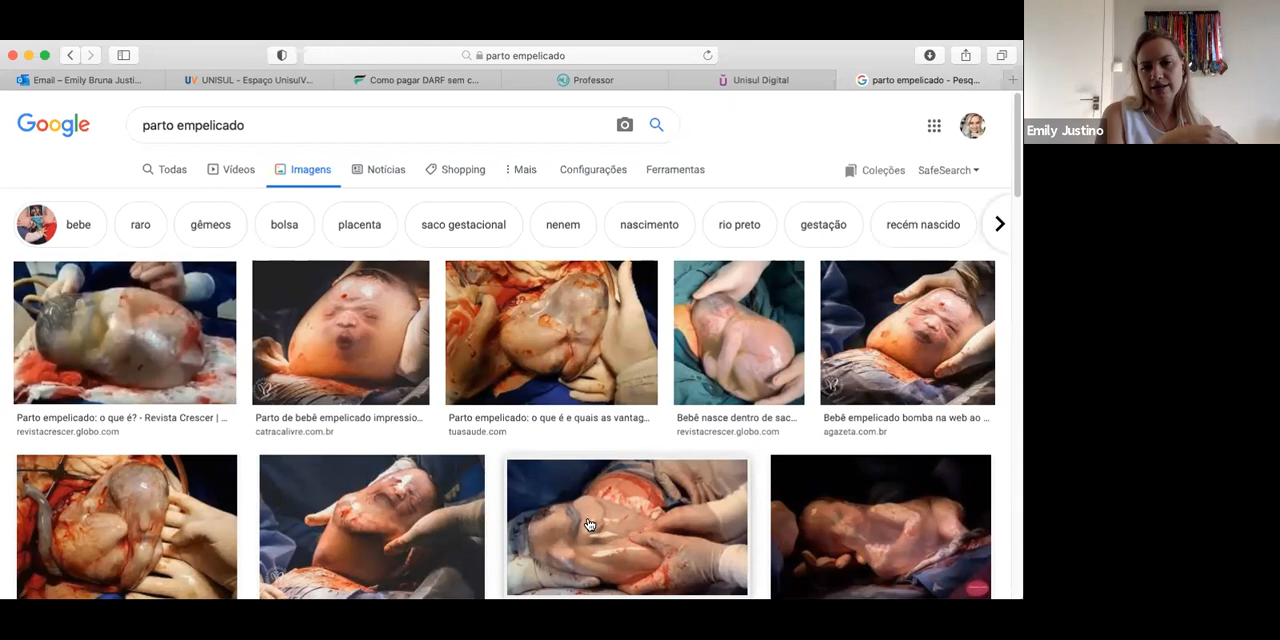 parto empelicado
Email – Emily Bruna Justi...
UNISUL - Espaço UnisulV...
Como pagar DARF sem c...
Professor
Unisul Digital
parto empelicado - Pesq...
Google
parto empelicado
Todas
Vídeos
Imagens
Notícias
Shopping
Mais
Configurações
Ferramentas
Coleções
SafeSearch
bebe
raro
gêmeos
bolsa
placenta
saco gestacional
nenem
nascimento
rio preto
gestação
recém nascido
Parto empelicado: o que é? - Revista Crescer | ...
revistacrescer.globo.com
Parto de bebê empelicado impressio...
catracalivre.com.br
Parto empelicado: o que é e quais as vantag...
tuasaude.com
Bebê nasce dentro de sac...
revistacrescer.globo.com
Bebê empelicado bomba na web ao ...
agazeta.com.br
Emily Justino